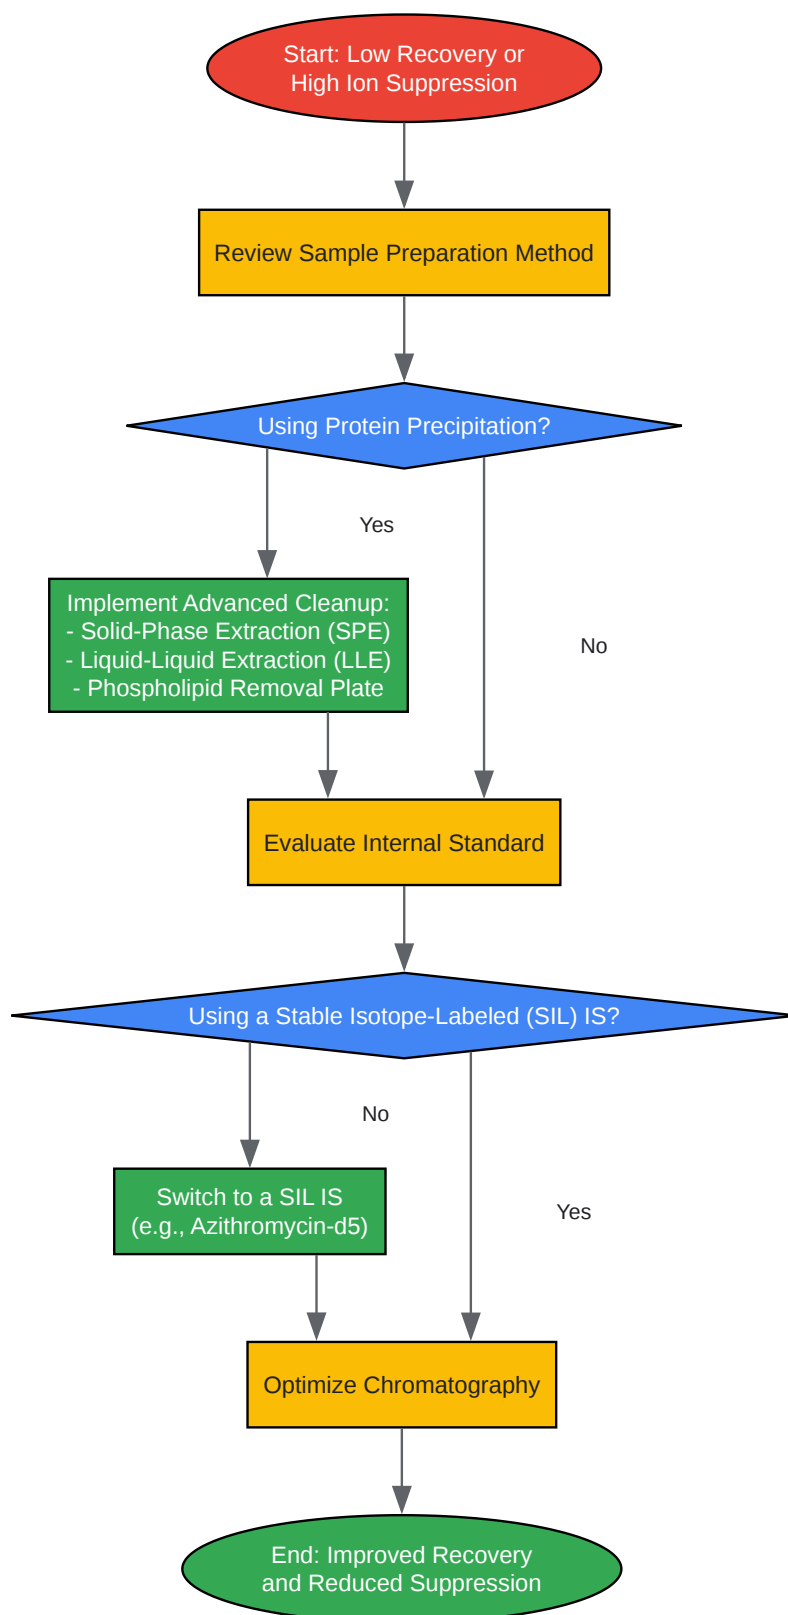 Start: Low Recovery or
High Ion Suppression
Review Sample Preparation Method
Using Protein Precipitation?
Yes
Implement Advanced Cleanup:
- Solid-Phase Extraction (SPE)
- Liquid-Liquid Extraction (LLE)
- Phospholipid Removal Plate
No
Evaluate Internal Standard
Using a Stable Isotope-Labeled (SIL) IS?
No
Switch to a SIL IS
(e.g., Azithromycin-d5)
Yes
Optimize Chromatography
End: Improved Recovery
and Reduced Suppression